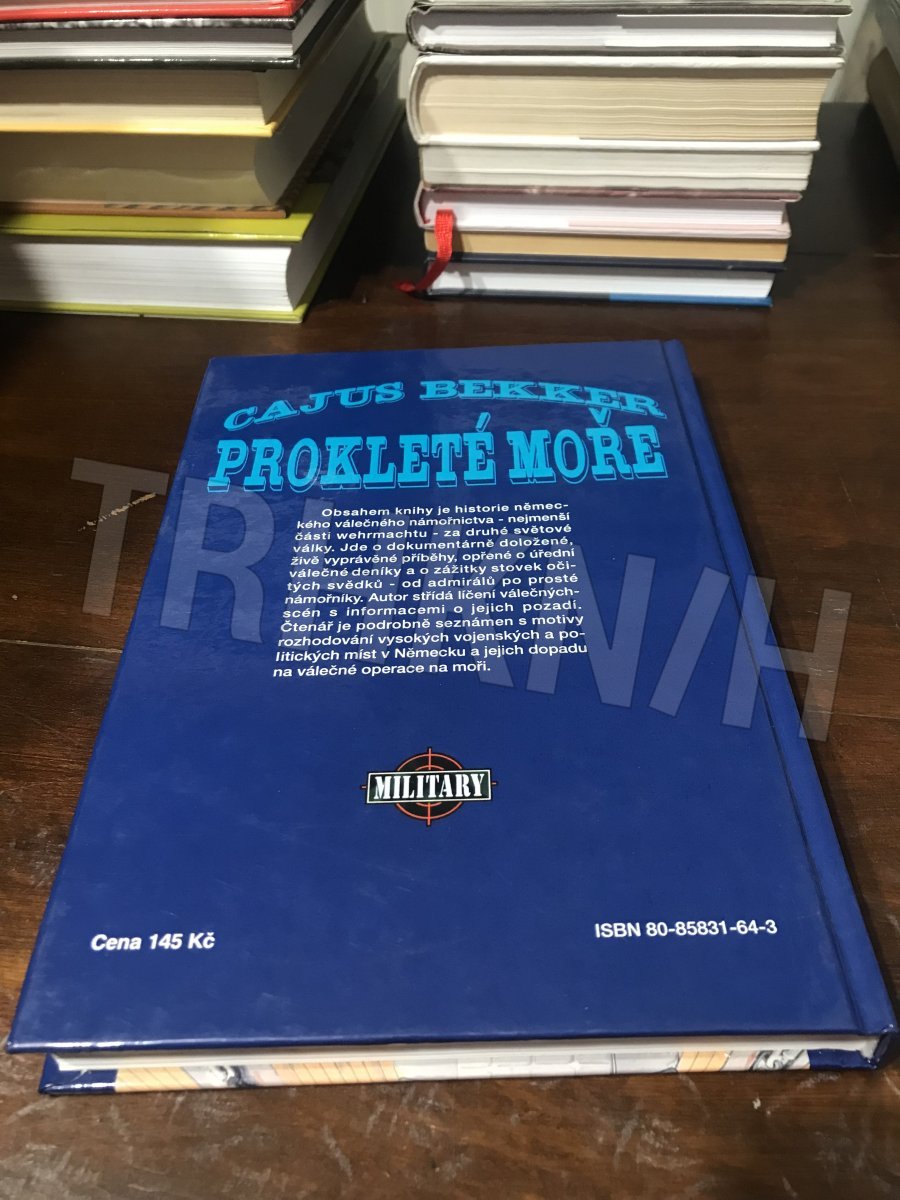 CAJUS BEKKER
PROKLETÉ MOŘE
Obsahem knihy je historie němec-
kého válečného námořnictva - nejmenší
části wehrmachtu - za druhé světové
války. Jde o dokumentárně doložené,
živě vyprávěné příběhy, opřené o úřední
válečné deníky a o zážitky stovek oči-
tých svědků - od admirálů po prosté
námořníky. Autor střídá líčení válečných-
scén s informacemi o jejich pozadí.
Čtenář je podrobně seznámen s motivy
rozhodování vysokých vojenských a po-
litických míst v Německu a jejich dopadu
na válečné operace na moři.
MILITARY
Cena 145 Kč
ISBN 80-85831-64-3